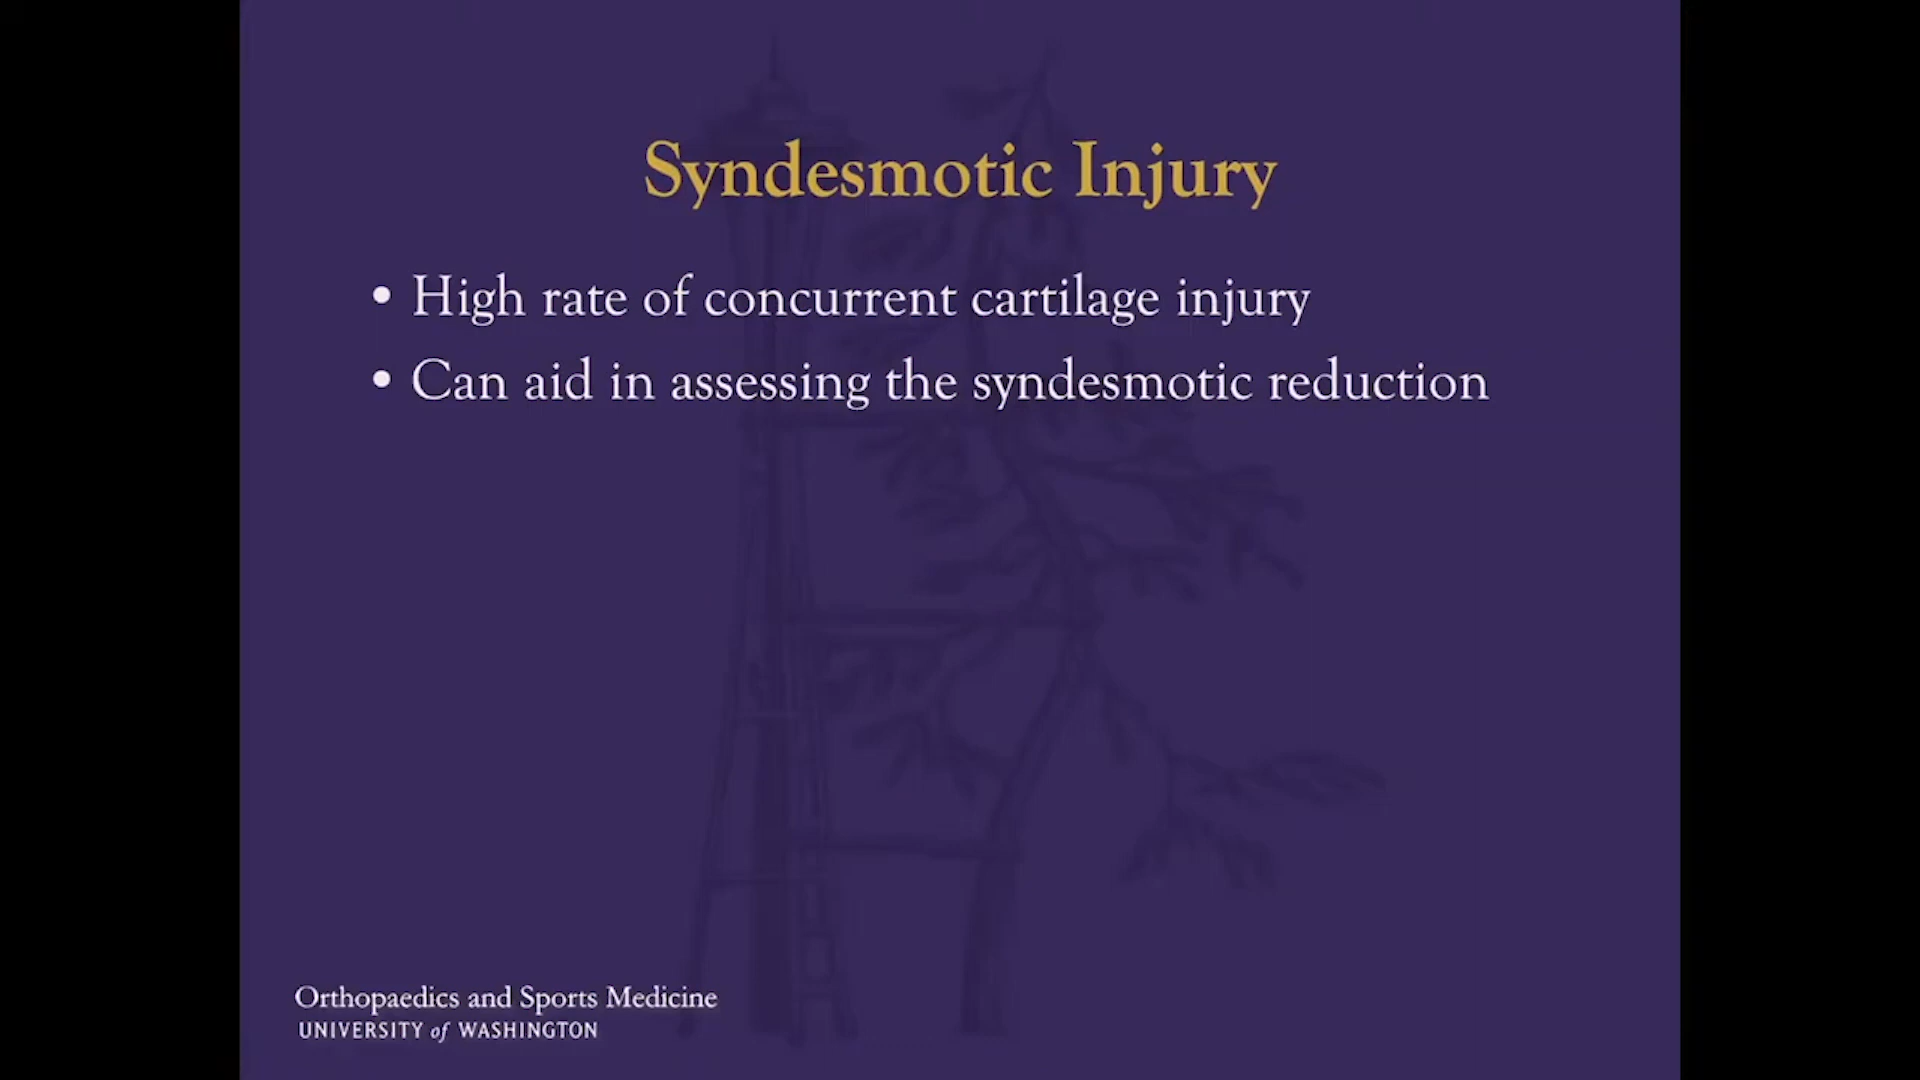 Syndesmotic Injury
• High rate of concurrent cartilage injury
• Can aid in assessing the syndesmotic reduction
Orthopaedics and Sports Medicine
UNIVERSITY of WASHINGTON